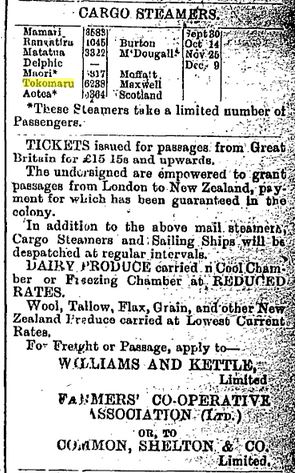 CARGO STEAMERS.
Mamari 3583 Sept 30
Rangatira 4045 Burton Oct 14
Matatua 3322 M'Dougall Nov 25
Delphic — Dec. 9
Maori* Moffatt
Tokomaru 6238 Maxwell
Aotea* Scotland
*These Steamers take a limited number of
Passengers.
TICKETS issued for passages from Great
Britain for £15 15s and upwards.
The undersigned are empowered to grant
passages from London to New Zealand, pay-
ment for which has been guaranteed in the
colony.
In addition to the above mail steamers,
Cargo Steamers and Sailing Ships will be
despatched at regular intervals.
DAIRY PRODUCE carried in Cool Cham-
ber or Freezing Chamber at REDUCED
RATES.
Wool, Tallow, Flax, Grain, and other New
Zealand Produce carried at Lowest Current
Rates.
For Freight or Passage, apply to—
WILLIAMS AND KETTLE,
Limited
FARMERS' CO-OPERATIVE
ASSOCIATION (LTD.)
OR, TO
COMMON, SHELTON & CO.
Limited.